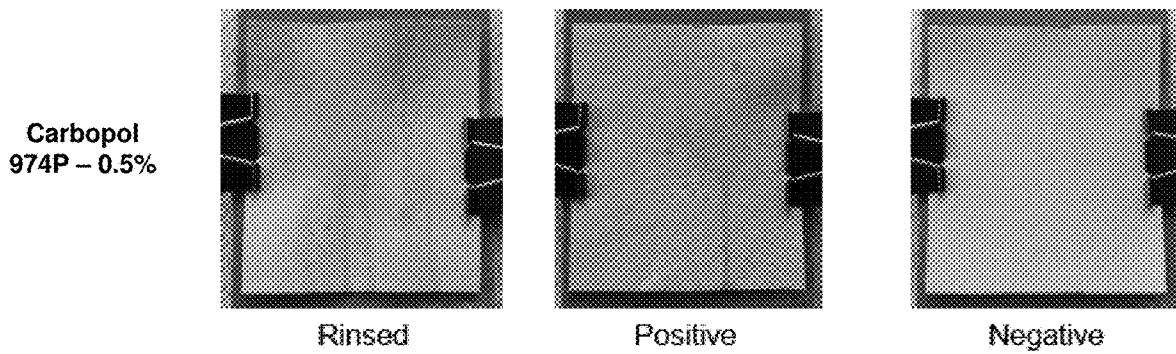 Carbopol
974P – 0.5%
Rinsed
Positive
Negative